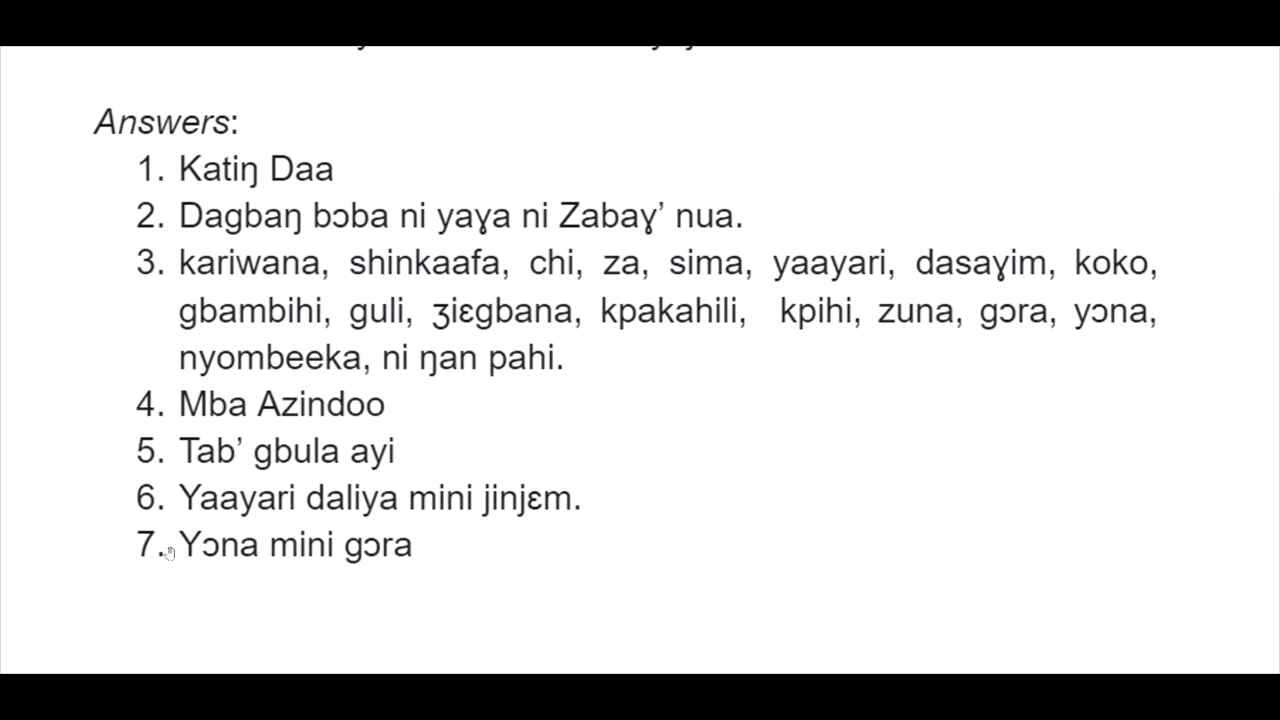 Answers:
1. Katiŋ Daa
2. Dagbaŋ bɔba ni yaɣa ni Zabaɣ’ nua.
3. kariwana, shinkaafa, chi, za, sima, yaayari, dasaɣim, koko,
gbambihi, guli, ʒiɛgbana, kpakahili, kpihi, zuna, gɔra, yɔna,
nyombeeka, ni ŋan pahi.
4. Mba Azindoo
5. Tab’ gbula ayi
6. Yaayari daliya mini jinjɛm.
7. Yɔna mini gɔra